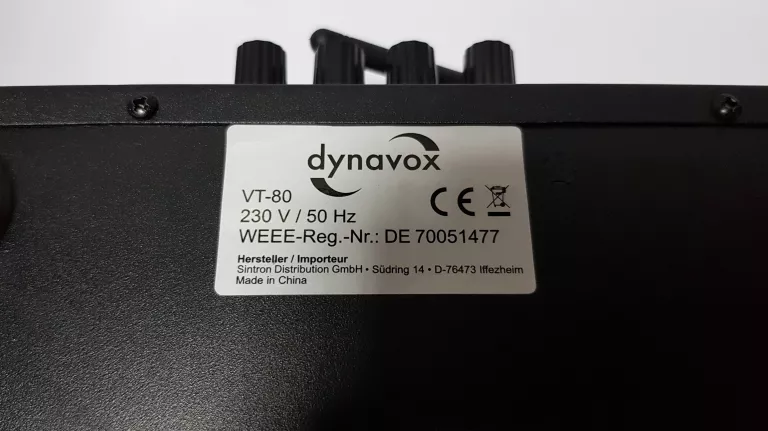 dynavox
VT-80
230 V / 50 Hz
WEEE-Reg.-Nr.: DE 70051477
Hersteller / Importeur
Sintron Distribution GmbH • Südring 14 • D-76473 Iffezheim
Made in China